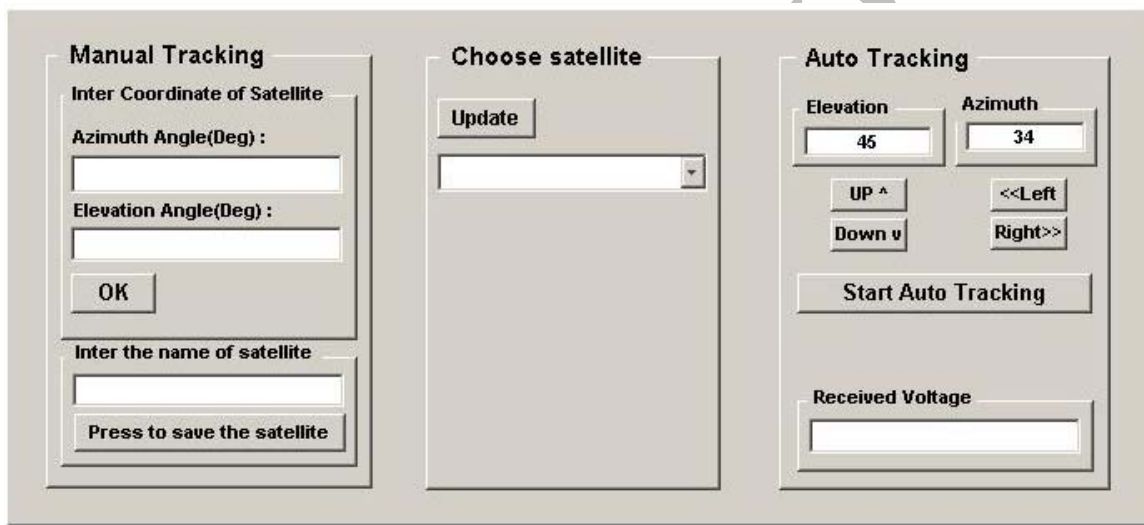 Manual Tracking
Inter Coordinate of Satellite
Azimuth Angle(Deg) :
Elevation Angle(Deg) :
OK
Inter the name of satellite
Press to save the satellite
Choose satellite
Update
Auto Tracking
Elevation
Azimuth
45
34
UP ^
<<Left
Down v
Right>>
Start Auto Tracking
Received Voltage